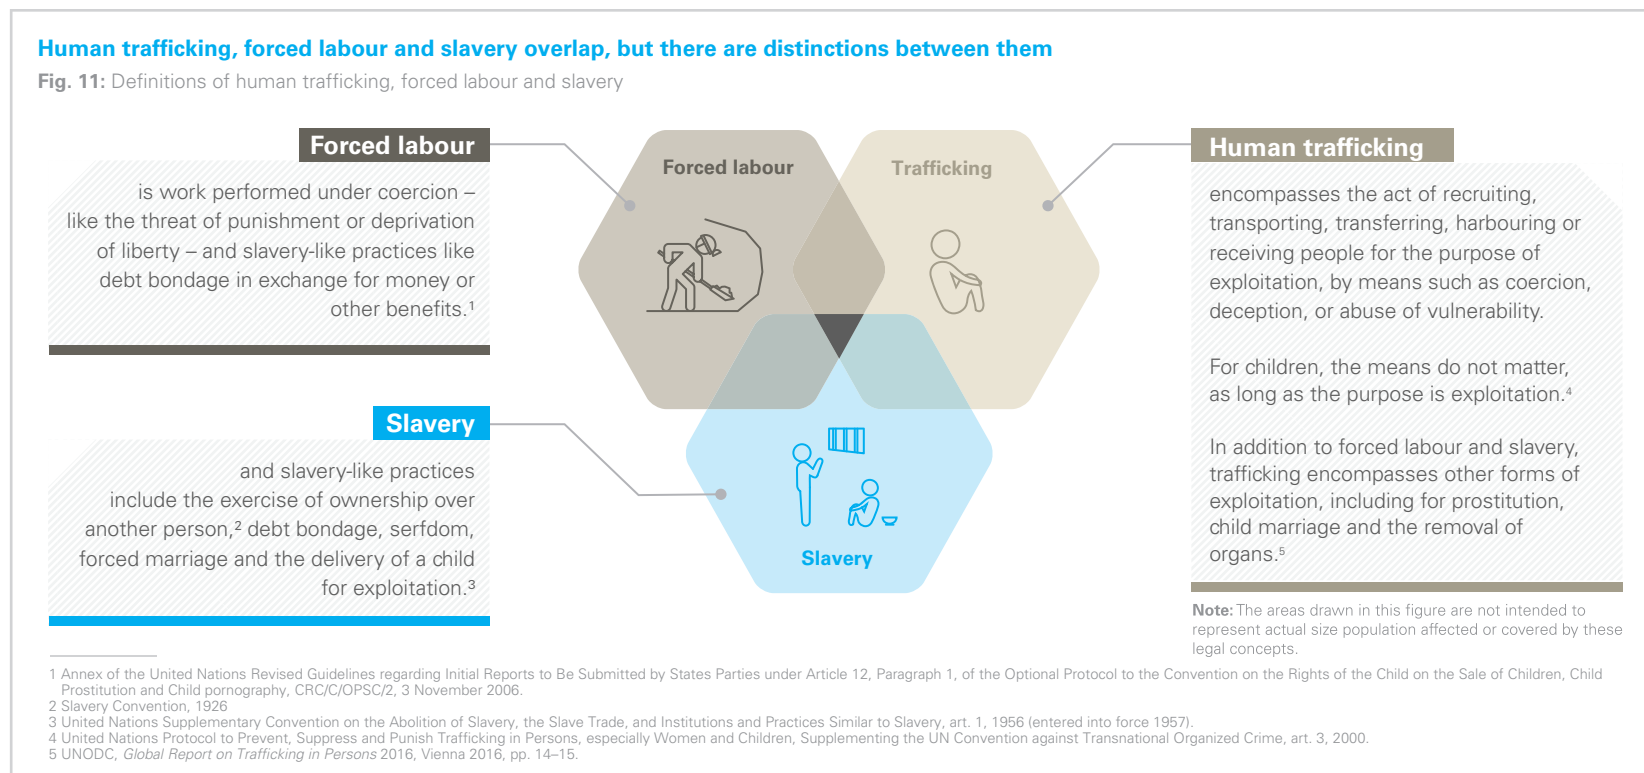 Human trafficking, forced labour and slavery overlap, but there are distinctions between them
Fig. 11: Definitions of human trafficking, forced labour and slavery
Forced labour
is work performed under coercion –
like the threat of punishment or deprivation
of liberty – and slavery-like practices like
debt bondage in exchange for money or
other benefits.¹
Slavery
and slavery-like practices
include the exercise of ownership over
another person,² debt bondage, serfdom,
forced marriage and the delivery of a child
for exploitation.³
Forced labour
Trafficking
Slavery
Human trafficking
encompasses the act of recruiting,
transporting, transferring, harbouring or
receiving people for the purpose of
exploitation, by means such as coercion,
deception, or abuse of vulnerability.
For children, the means do not matter,
as long as the purpose is exploitation.⁴
In addition to forced labour and slavery,
trafficking encompasses other forms of
exploitation, including for prostitution,
child marriage and the removal of
organs.⁵
Note: The areas drawn in this figure are not intended to
represent actual size population affected or covered by these
legal concepts.
1 Annex of the United Nations Revised Guidelines regarding Initial Reports to Be Submitted by States Parties under Article 12, Paragraph 1, of the Optional Protocol to the Convention on the Rights of the Child on the Sale of Children, Child
Prostitution and Child pornography, CRC/C/OPSC/2, 3 November 2006.
2 Slavery Convention, 1926
3 United Nations Supplementary Convention on the Abolition of Slavery, the Slave Trade, and Institutions and Practices Similar to Slavery, art. 1, 1956 (entered into force 1957).
4 United Nations Protocol to Prevent, Suppress and Punish Trafficking in Persons, especially Women and Children, Supplementing the UN Convention against Transnational Organized Crime, art. 3, 2000.
5 UNODC, Global Report on Trafficking in Persons 2016, Vienna 2016, pp. 14–15.